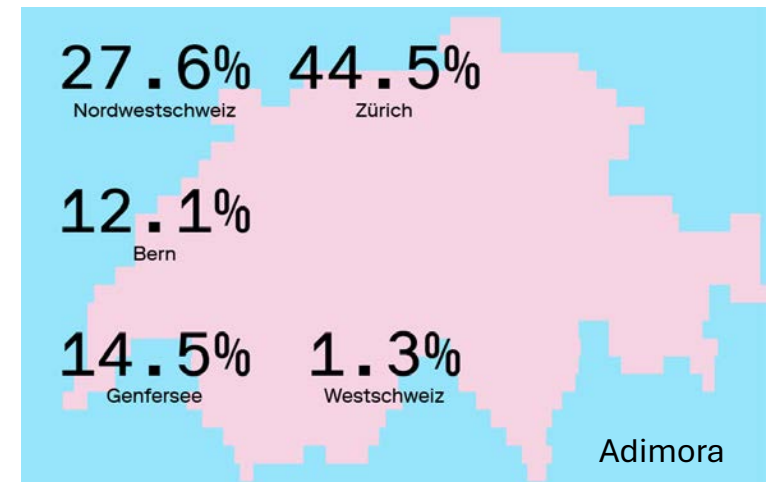 27.6% 44.5%
Nordwestschweiz Zürich
12.1%
Bern
14.5% 1.3%
Genfersee Westschweiz
Adimora